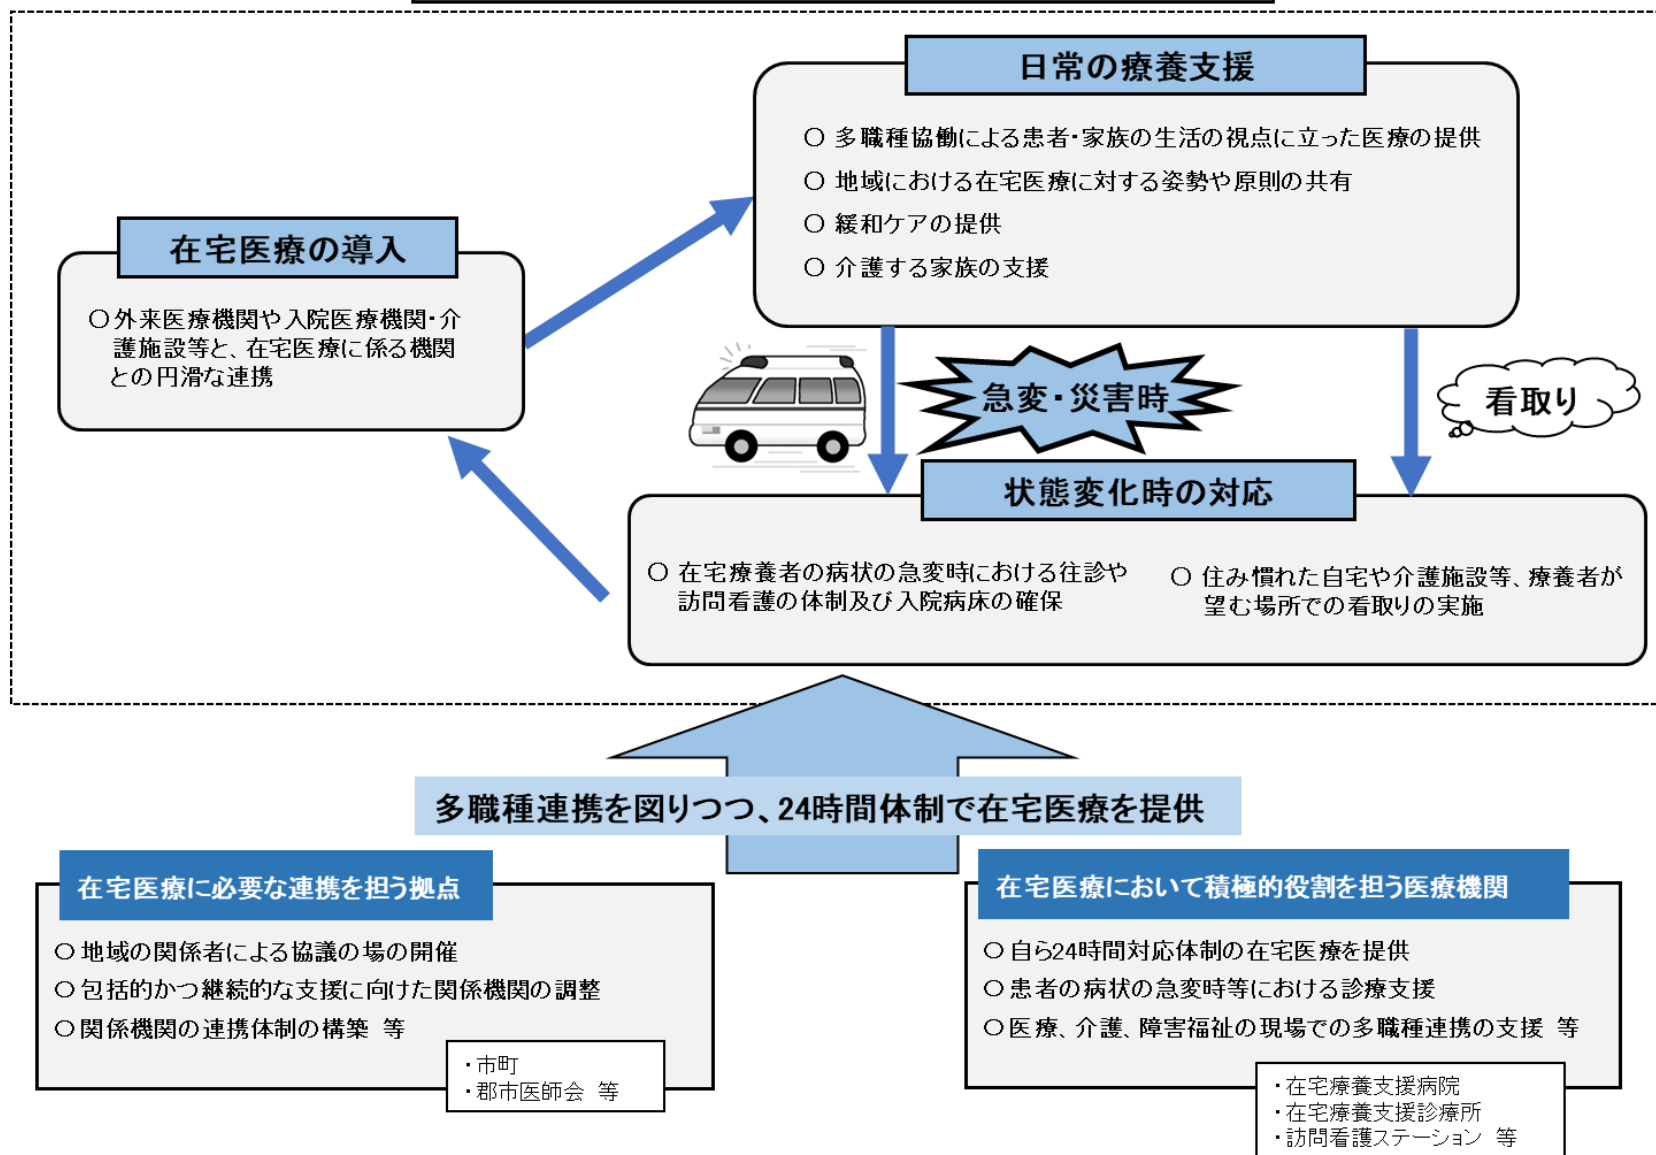 日常の療養支援
○ 多職種協働による患者・家族の生活の視点に立った医療の提供
○ 地域における在宅医療に対する姿勢や原則の共有
○ 緩和ケアの提供
○ 介護する家族の支援
在宅医療の導入
○外来医療機関や入院医療機関・介
護施設等と、在宅医療に係る機関
との円滑な連携
急変・災害時
看取り
状態変化時の対応
○ 在宅療養者の病状の急変時における往診や
訪問看護の体制及び入院病床の確保
○ 住み慣れた自宅や介護施設等、療養者が
望む場所での看取りの実施
多職種連携を図りつつ、24時間体制で在宅医療を提供
在宅医療に必要な連携を担う拠点
○地域の関係者による協議の場の開催
○包括的かつ継続的な支援に向けた関係機関の調整
○関係機関の連携体制の構築 等
・市町
・郡市医師会 等
在宅医療において積極的役割を担う医療機関
○自ら24時間対応体制の在宅医療を提供
○患者の病状の急変時等における診療支援
○医療、介護、障害福祉の現場での多職種連携の支援 等
・在宅療養支援病院
・在宅療養支援診療所
・訪問看護ステーション 等